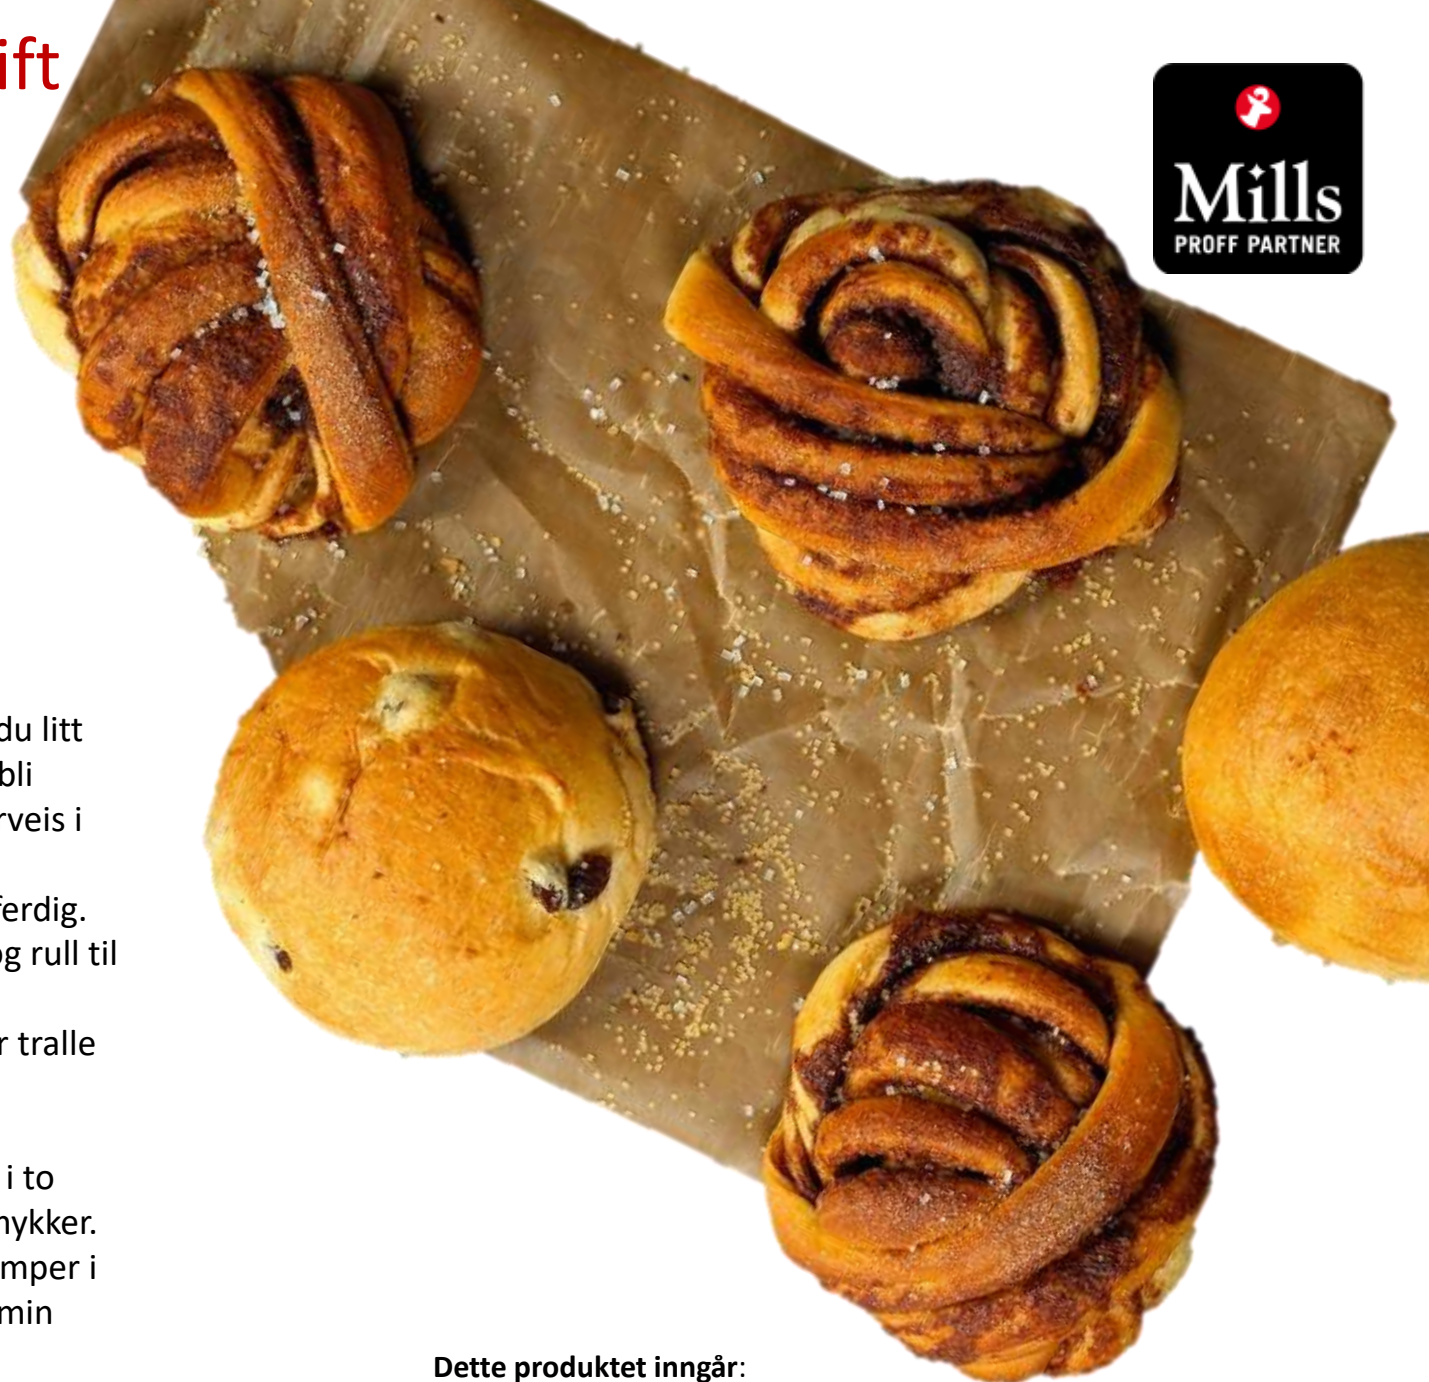 ift
Mills
PROFF PARTNER
du litt
bli
rveis i
ferdig.
og rull til
r tralle
i to
mykker.
mper i
min
Dette produktet inngår: